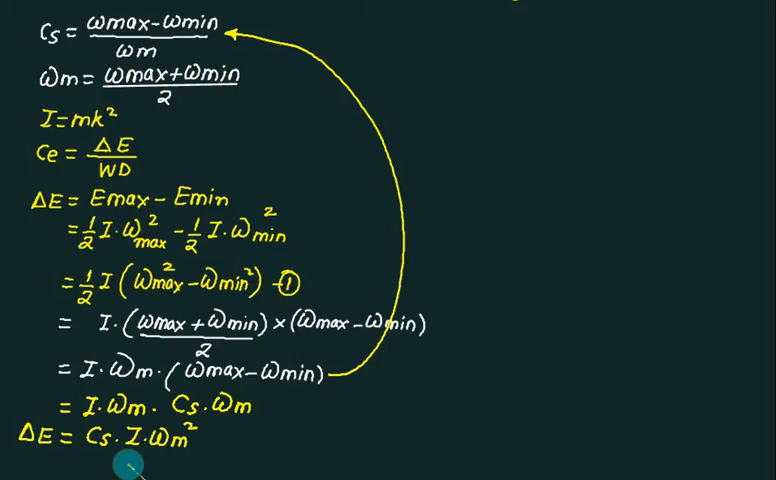 Cs = ωmax-ωmin / ωm
ωm = ωmax+ωmin / 2
I = mk²
Ce = ΔE / WD
ΔE = Emax - Emin
= 1/2 I·ω²max - 1/2 I·ω²min
= 1/2 I (ω²max - ωmin²) - ①
= I·(ωmax + ωmin)/2 × (ωmax - ωmin)
= I·ωm·(ωmax - ωmin)
= I·ωm· Cs·ωm
ΔE = Cs·I·ωm²